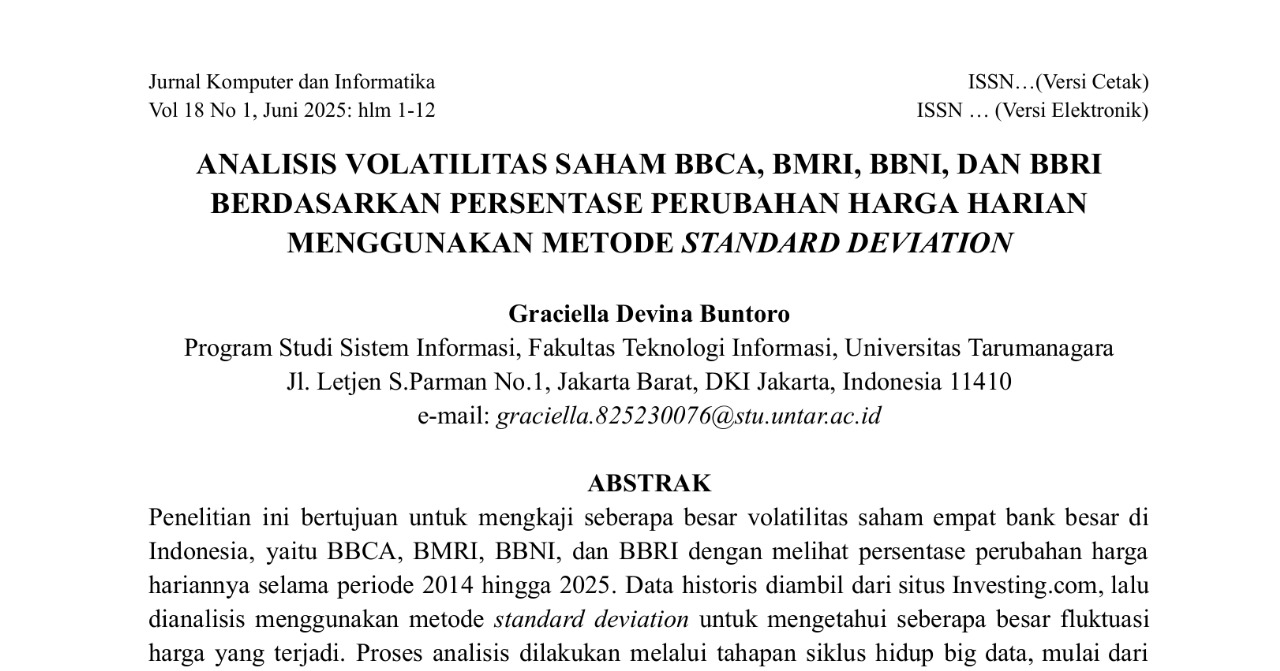 Jurnal Komputer dan Informatika
ISSN…(Versi Cetak)
Vol 18 No 1, Juni 2025: hlm 1-12
ISSN … (Versi Elektronik)
ANALISIS VOLATILITAS SAHAM BBCA, BMRI, BBNI, DAN BBRI
BERDASARKAN PERSENTASE PERUBAHAN HARGA HARIAN
MENGGUNAKAN METODE STANDARD DEVIATION
Graciella Devina Buntoro
Program Studi Sistem Informasi, Fakultas Teknologi Informasi, Universitas Tarumanagara
Jl. Letjen S.Parman No.1, Jakarta Barat, DKI Jakarta, Indonesia 11410
e-mail: graciella.825230076@stu.untar.ac.id
ABSTRAK
Penelitian ini bertujuan untuk mengkaji seberapa besar volatilitas saham empat bank besar di
Indonesia, yaitu BBCA, BMRI, BBNI, dan BBRI dengan melihat persentase perubahan harga
hariannya selama periode 2014 hingga 2025. Data historis diambil dari situs Investing.com, lalu
dianalisis menggunakan metode standard deviation untuk mengetahui seberapa besar fluktuasi
harga yang terjadi. Proses analisis dilakukan melalui tahapan siklus hidup big data, mulai dari